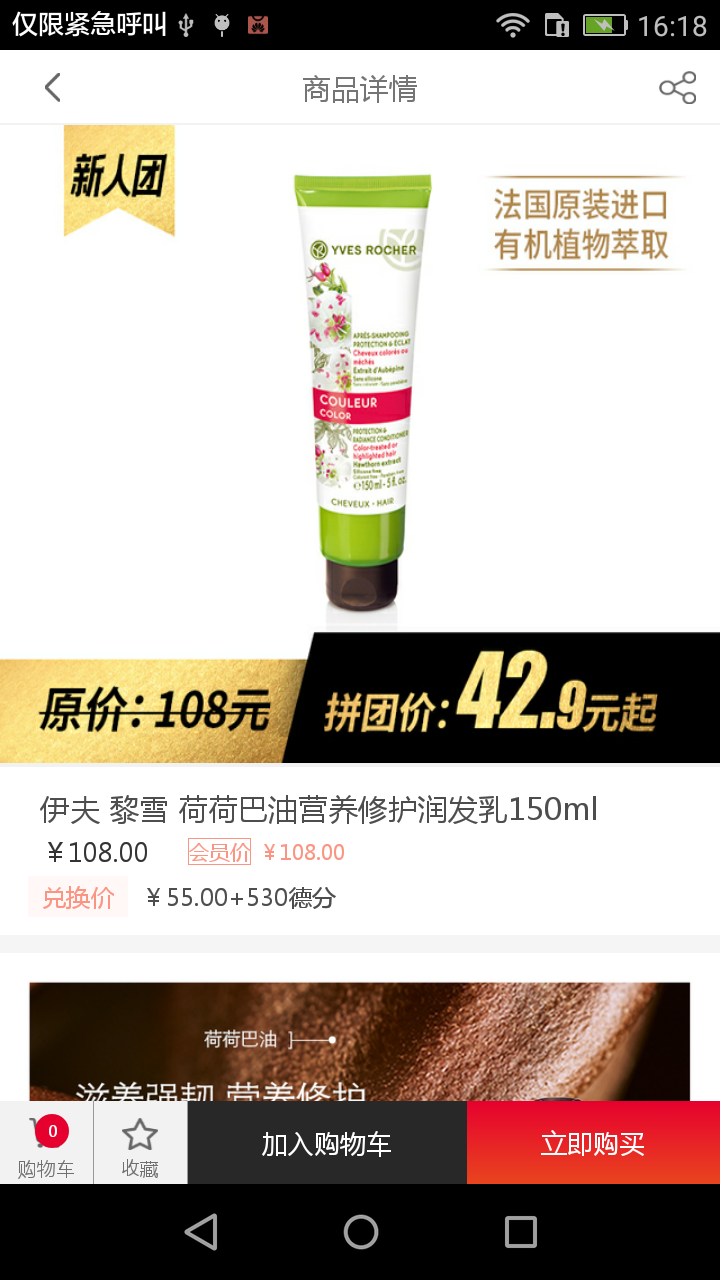 仅限紧急呼叫
16:18
商品详情
新人团
法国原装进口
有机植物萃取
YVES ROCHER
APRÈS-SHAMPOOING
PROTECTION & ÉCLAT
Cheveux colorés ou
méchés
Extrait d'Aubépine
Sans silicone
COULEUR
COLOR
PROTECTION &
RADIANCE CONDITIONER
Color-treated or
highlighted hair
Hawthorn extract
Silicone free
℮150 ml - 5 fl. oz.
CHEVEUX - HAIR
原价：108元
拼团价：42.9元起
伊夫 黎雪 荷荷巴油营养修护润发乳150ml
￥108.00 会员价 ￥108.00
兑换价 ￥55.00+530德分
荷荷巴油
滋养强韧 营养修护
0
购物车
收藏
加入购物车
立即购买